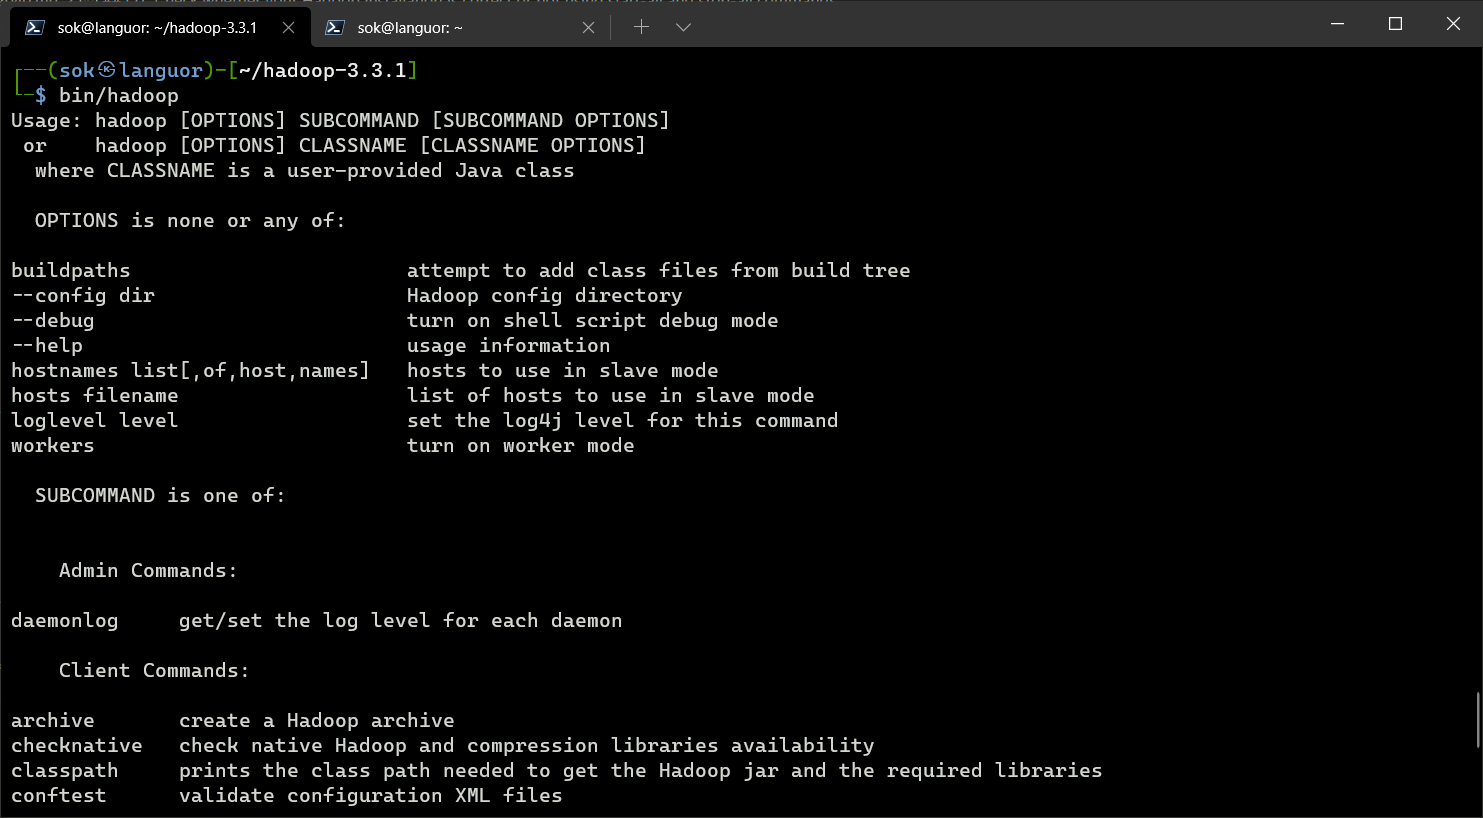 sok@languor: ~/hadoop-3.3.1
sok@languor: ~
┌──(sok㉿languor)-[~/hadoop-3.3.1]
└─$ bin/hadoop
Usage: hadoop [OPTIONS] SUBCOMMAND [SUBCOMMAND OPTIONS]
or hadoop [OPTIONS] CLASSNAME [CLASSNAME OPTIONS]
where CLASSNAME is a user-provided Java class
OPTIONS is none or any of:
buildpaths attempt to add class files from build tree
--config dir Hadoop config directory
--debug turn on shell script debug mode
--help usage information
hostnames list[,of,host,names] hosts to use in slave mode
hosts filename list of hosts to use in slave mode
loglevel level set the log4j level for this command
workers turn on worker mode
SUBCOMMAND is one of:
Admin Commands:
daemonlog get/set the log level for each daemon
Client Commands:
archive create a Hadoop archive
checknative check native Hadoop and compression libraries availability
classpath prints the class path needed to get the Hadoop jar and the required libraries
conftest validate configuration XML files